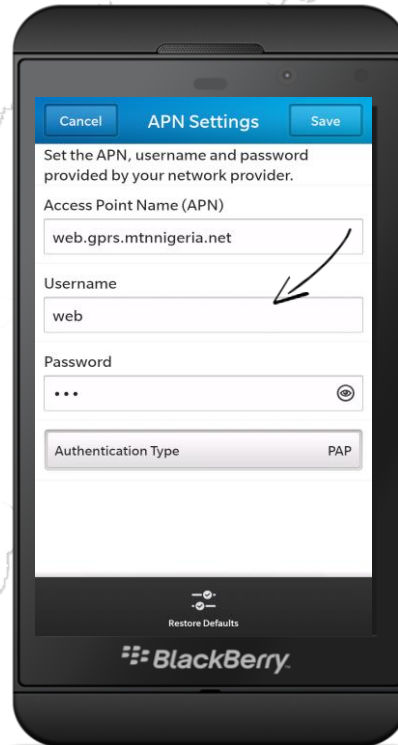 Cancel APN Settings Save
Set the APN, username and password
provided by your network provider.
Access Point Name (APN)
web.gprs.mtnnigeria.net
Username
web
Password
•••
Authentication Type PAP
Restore Defaults
BlackBerry